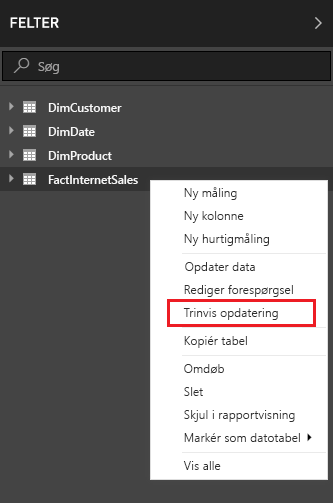 FELTER
Søg
DimCustomer
DimDate
DimProduct
FactInternetSales
Ny måling
Ny kolonne
Ny hurtigmåling
Opdater data
Rediger forespørgsel
Trinvis opdatering
Kopiér tabel
Omdøb
Slet
Skjul i rapportvisning
Markér som datotabel
Vis alle